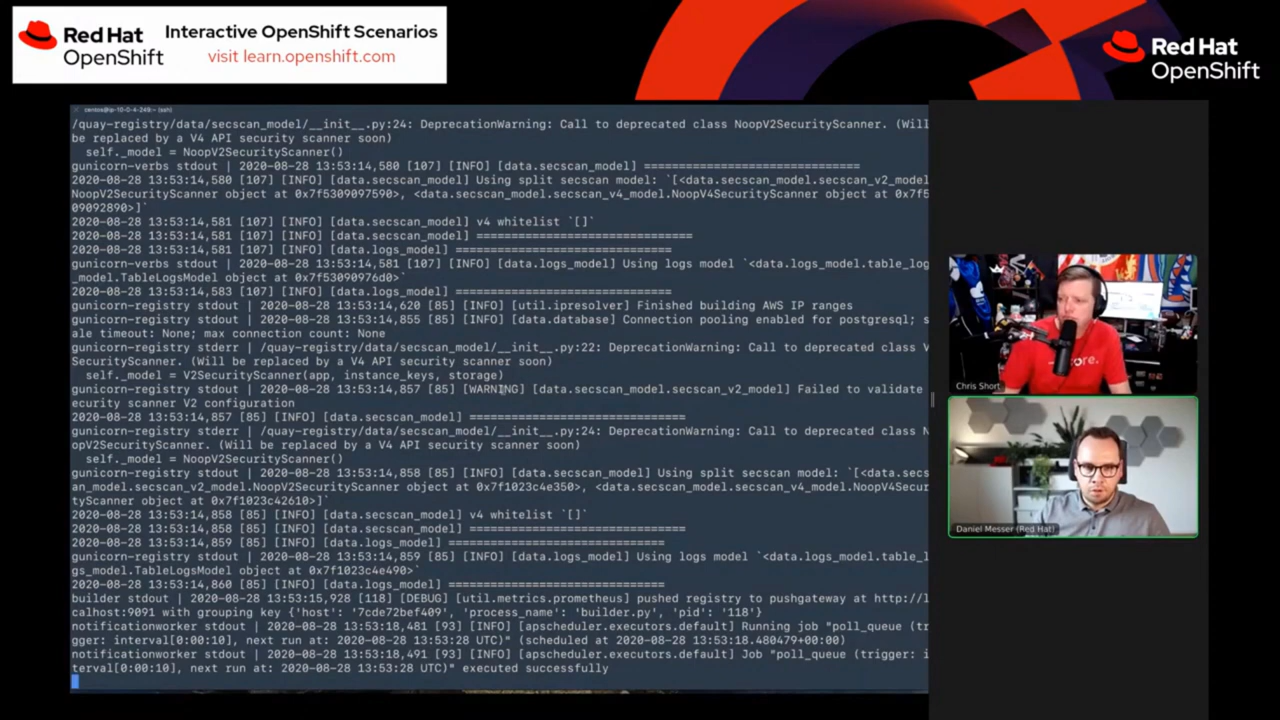 Red Hat
OpenShift
Interactive OpenShift Scenarios
visit learn.openshift.com
Red Hat
OpenShift
centos@ip-10-0-4-249:~ (ssh)
/quay-registry/data/secscan_model/__init__.py:24: DeprecationWarning: Call to deprecated class NoopV2SecurityScanner. (Will
be replaced by a V4 API security scanner soon)
self._model = NoopV2SecurityScanner()
gunicorn-verbs stdout | 2020-08-28 13:53:14,580 [107] [INFO] [data.secscan_model] ===============================
2020-08-28 13:53:14,580 [107] [INFO] [data.secscan_model] Using split secscan model: `[<data.secscan_model.secscan_v2_model
NoopV2SecurityScanner object at 0x7f5309097590>, <data.secscan_model.secscan_v4_model.NoopV4SecurityScanner object at 0x7f5
09092890>]`
2020-08-28 13:53:14,581 [107] [INFO] [data.secscan_model] v4 whitelist `[]`
2020-08-28 13:53:14,581 [107] [INFO] [data.secscan_model] ===============================
2020-08-28 13:53:14,581 [107] [INFO] [data.logs_model] ===============================
gunicorn-verbs stdout | 2020-08-28 13:53:14,581 [107] [INFO] [data.logs_model] Using logs model `<data.logs_model.table_log
_model.TableLogsModel object at 0x7f53090976d0>`
2020-08-28 13:53:14,583 [107] [INFO] [data.logs_model] ===============================
gunicorn-registry stdout | 2020-08-28 13:53:14,620 [85] [INFO] [util.ipresolver] Finished building AWS IP ranges
gunicorn-registry stdout | 2020-08-28 13:53:14,855 [85] [INFO] [data.database] Connection pooling enabled for postgresql; s
ale timeout: None; max connection count: None
gunicorn-registry stderr | /quay-registry/data/secscan_model/__init__.py:22: DeprecationWarning: Call to deprecated class V
SecurityScanner. (Will be replaced by a V4 API security scanner soon)
self._model = V2SecurityScanner(app, instance_keys, storage)
gunicorn-registry stdout | 2020-08-28 13:53:14,857 [85] [WARNING] [data.secscan_model.secscan_v2_model] Failed to validate
ecurity scanner V2 configuration
2020-08-28 13:53:14,857 [85] [INFO] [data.secscan_model] ===============================
gunicorn-registry stderr | /quay-registry/data/secscan_model/__init__.py:24: DeprecationWarning: Call to deprecated class N
opV2SecurityScanner. (Will be replaced by a V4 API security scanner soon)
self._model = NoopV2SecurityScanner()
gunicorn-registry stdout | 2020-08-28 13:53:14,858 [85] [INFO] [data.secscan_model] Using split secscan model: `[<data.secs
an_model.secscan_v2_model.NoopV2SecurityScanner object at 0x7f1023c4e350>, <data.secscan_model.secscan_v4_model.NoopV4Secur
tyScanner object at 0x7f1023c42610>]`
2020-08-28 13:53:14,858 [85] [INFO] [data.secscan_model] v4 whitelist `[]`
2020-08-28 13:53:14,858 [85] [INFO] [data.secscan_model] ===============================
2020-08-28 13:53:14,859 [85] [INFO] [data.logs_model] ===============================
gunicorn-registry stdout | 2020-08-28 13:53:14,859 [85] [INFO] [data.logs_model] Using logs model `<data.logs_model.table_l
gs_model.TableLogsModel object at 0x7f1023c4e490>`
2020-08-28 13:53:14,860 [85] [INFO] [data.logs_model] ===============================
builder stdout | 2020-08-28 13:53:15,928 [118] [DEBUG] [util.metrics.prometheus] pushed registry to pushgateway at http://l
calhost:9091 with grouping key {'host': '7cde72bef409', 'process_name': 'builder.py', 'pid': '118'}
notificationworker stdout | 2020-08-28 13:53:18,481 [93] [INFO] [apscheduler.executors.default] Running job "poll_queue (tr
gger: interval[0:00:10], next run at: 2020-08-28 13:53:28 UTC)" (scheduled at 2020-08-28 13:53:18.480479+00:00)
notificationworker stdout | 2020-08-28 13:53:18,491 [93] [INFO] [apscheduler.executors.default] Job "poll_queue (trigger: i
terval[0:00:10], next run at: 2020-08-28 13:53:28 UTC)" executed successfully
core.
Chris Short
Daniel Messer (Red Hat)